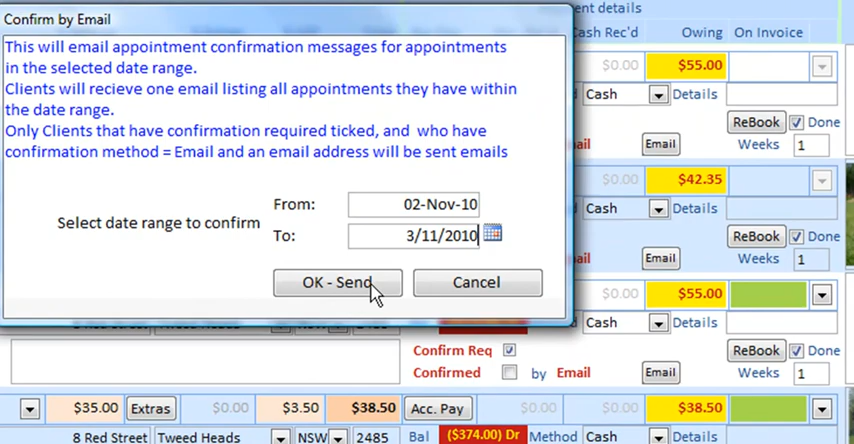 Confirm by Email
This will email appointment confirmation messages for appointments
in the selected date range.
Clients will recieve one email listing all appointments they have within
the date range.
Only Clients that have confirmation required ticked, and who have
confirmation method = Email and an email address will be sent emails
Select date range to confirm
From: 02-Nov-10
To: 3/11/2010
OK - Send
Cancel
details
Cash Rec'd Owing On Invoice
$0.00 $55.00
Cash Details
ReBook Done
Email Weeks 1
$0.00 $42.35
Cash Details
ReBook Done
Email Weeks 1
$0.00 $55.00
Cash Details
Confirm Req ReBook Done
Confirmed by Email Email Weeks 1
$35.00 Extras $0.00 $3.50 $38.50 Acc. Pay $0.00 $38.50
8 Red Street Tweed Heads NSW 2485 Bal ($374.00) Dr Method Cash Details